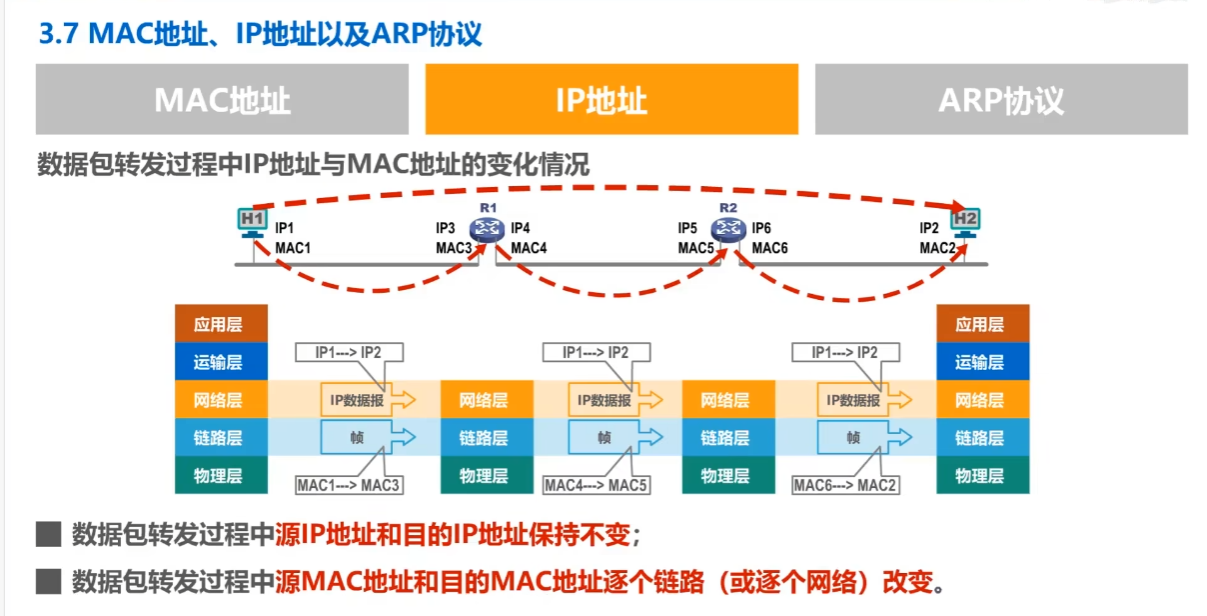 3.7 MAC地址、IP地址以及ARP协议
MAC地址 IP地址 ARP协议
数据包转发过程中IP地址与MAC地址的变化情况
H1 R1 R2 H2
IP1 IP3 IP4 IP5 IP6 IP2
MAC1 MAC3 MAC4 MAC5 MAC6 MAC2
应用层 应用层
运输层 IP1---> IP2 IP1---> IP2 IP1---> IP2 运输层
网络层 IP数据报 网络层 IP数据报 网络层 IP数据报 网络层
链路层 帧 链路层 帧 链路层 帧 链路层
物理层 MAC1---> MAC3 物理层 MAC4---> MAC5 物理层 MAC6---> MAC2 物理层
数据包转发过程中源IP地址和目的IP地址保持不变；
数据包转发过程中源MAC地址和目的MAC地址逐个链路（或逐个网络）改变。